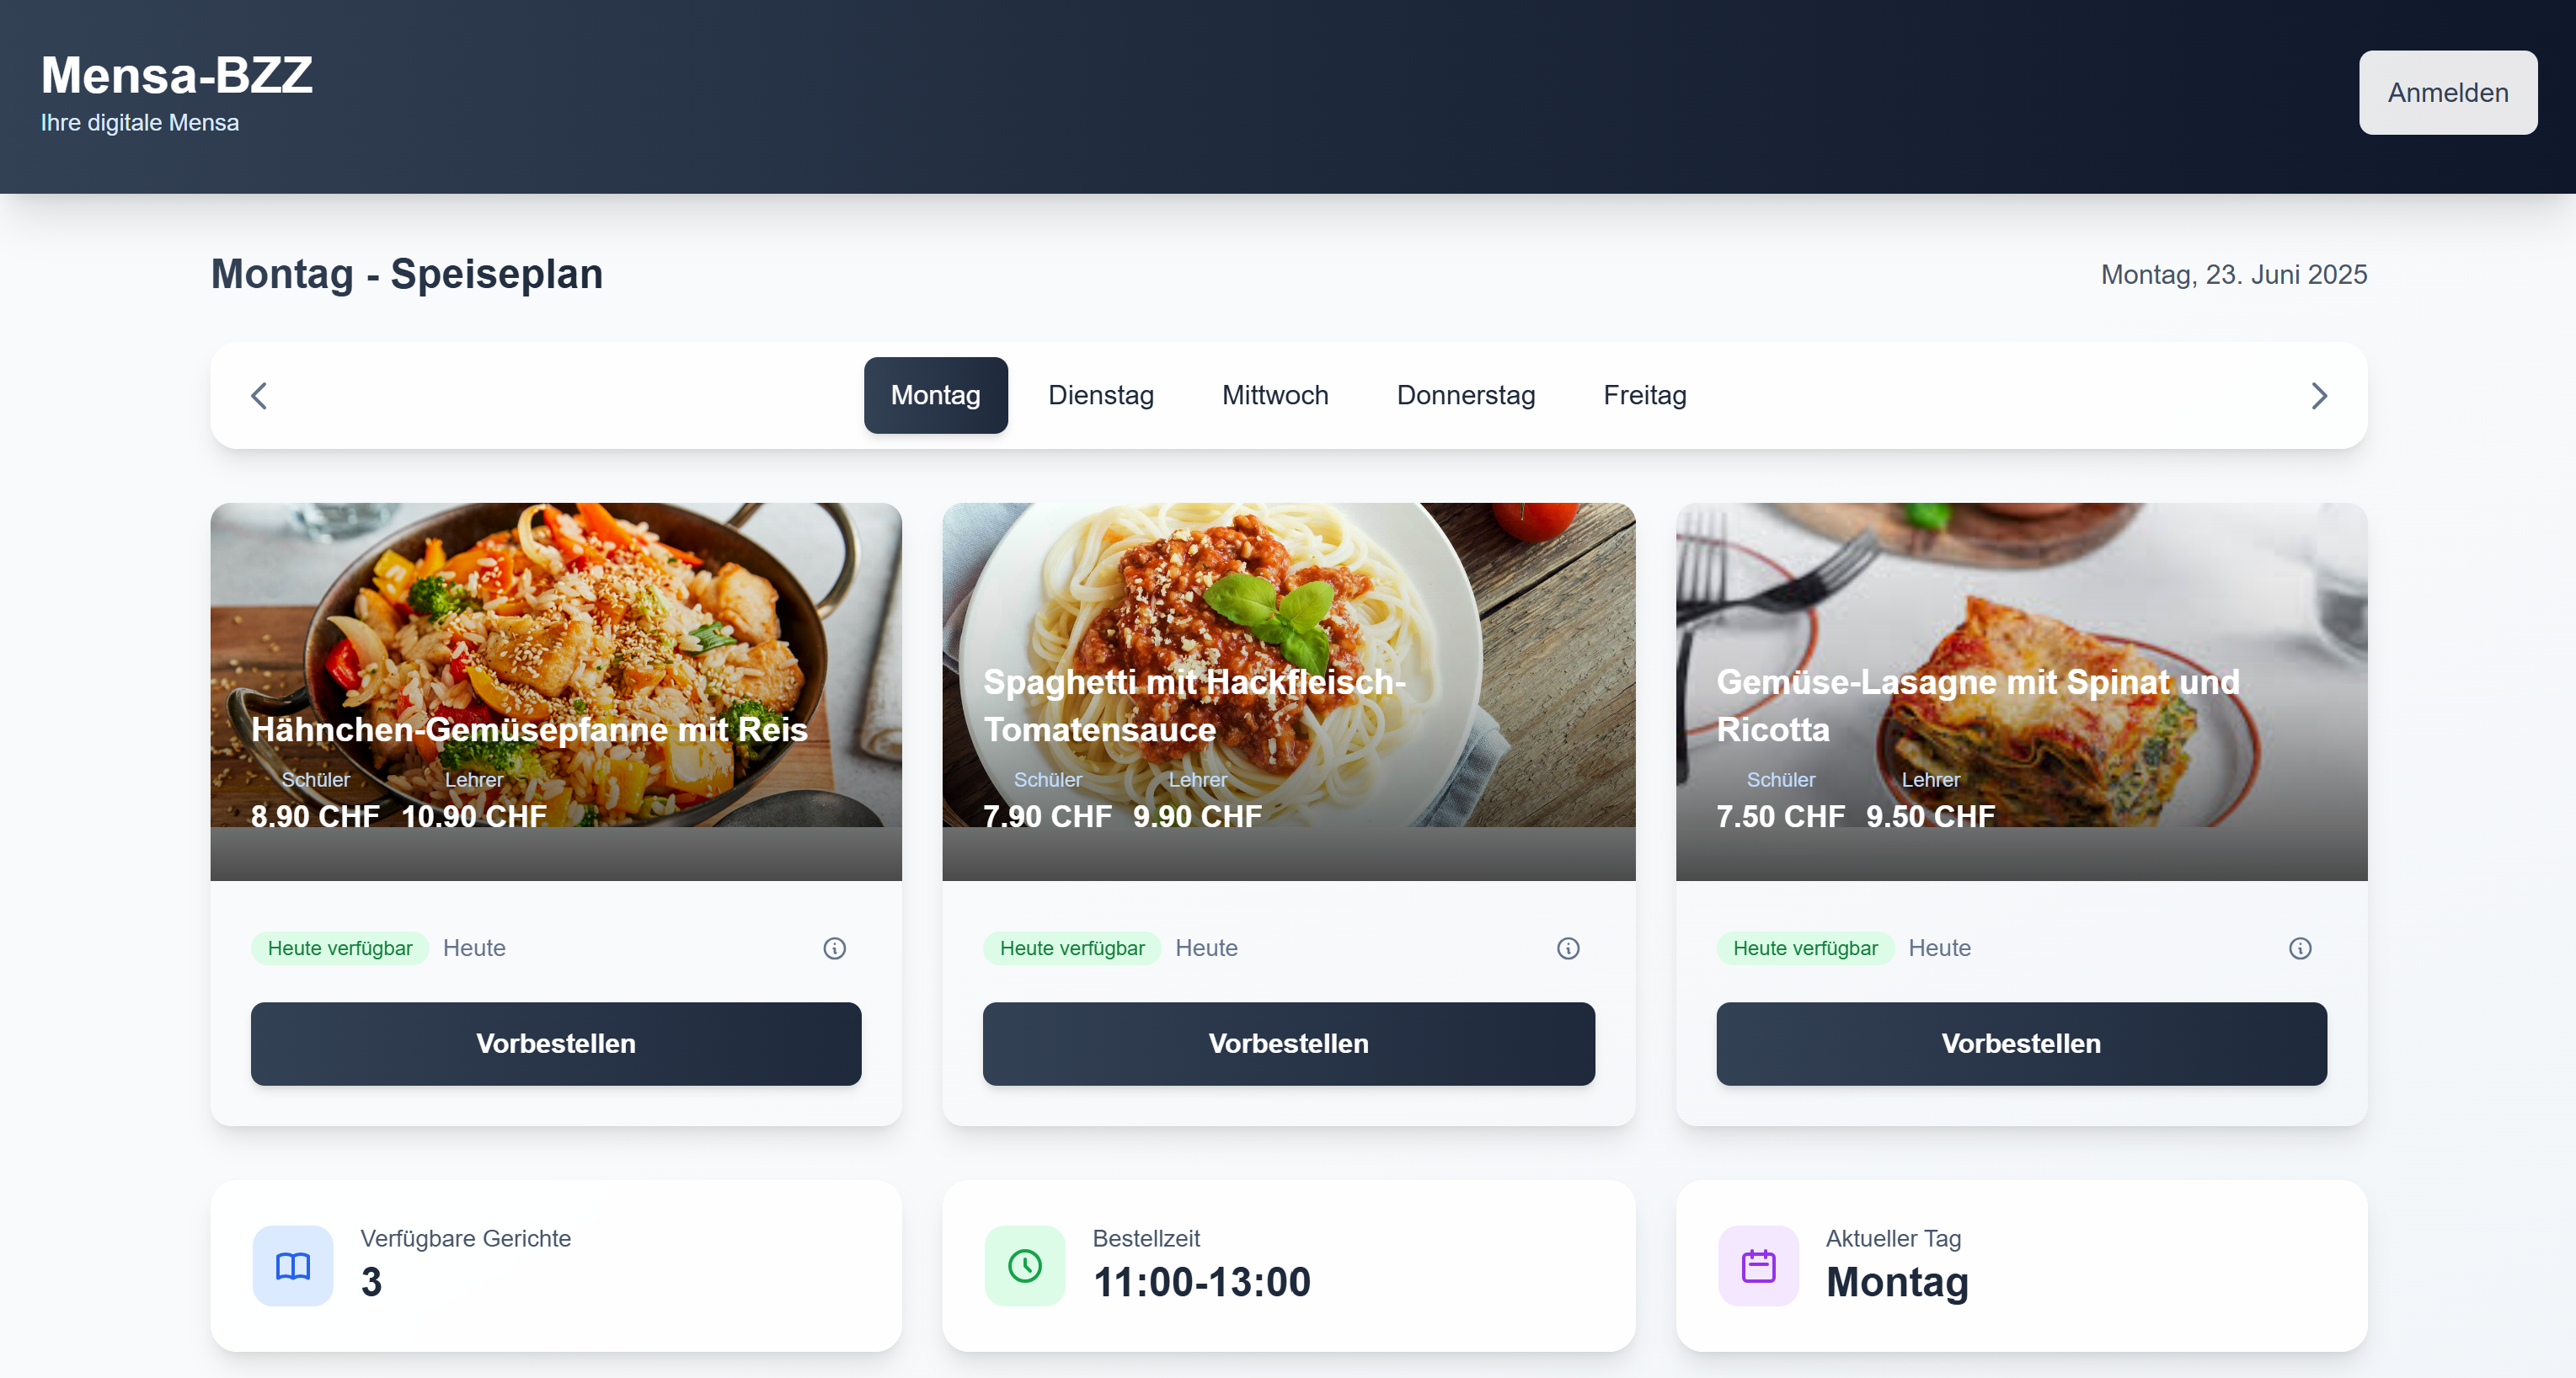 Mensa-BZZ
Ihre digitale Mensa
Anmelden
Montag - Speiseplan
Montag, 23. Juni 2025
Montag
Dienstag
Mittwoch
Donnerstag
Freitag
Hähnchen-Gemüsepfanne mit Reis
Schüler
Lehrer
8.90 CHF
10.90 CHF
Heute verfügbar
Heute
Vorbestellen
Spaghetti mit Hackfleisch-
Tomatensauce
Schüler
Lehrer
7.90 CHF
9.90 CHF
Heute verfügbar
Heute
Vorbestellen
Gemüse-Lasagne mit Spinat und
Ricotta
Schüler
Lehrer
7.50 CHF
9.50 CHF
Heute verfügbar
Heute
Vorbestellen
Verfügbare Gerichte
3
Bestellzeit
11:00-13:00
Aktueller Tag
Montag